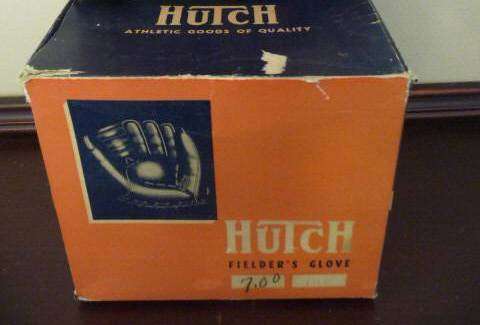 HUTCH
ATHLETIC GOODS OF QUALITY
HUTCH
FIELDER'S GLOVE
7.00